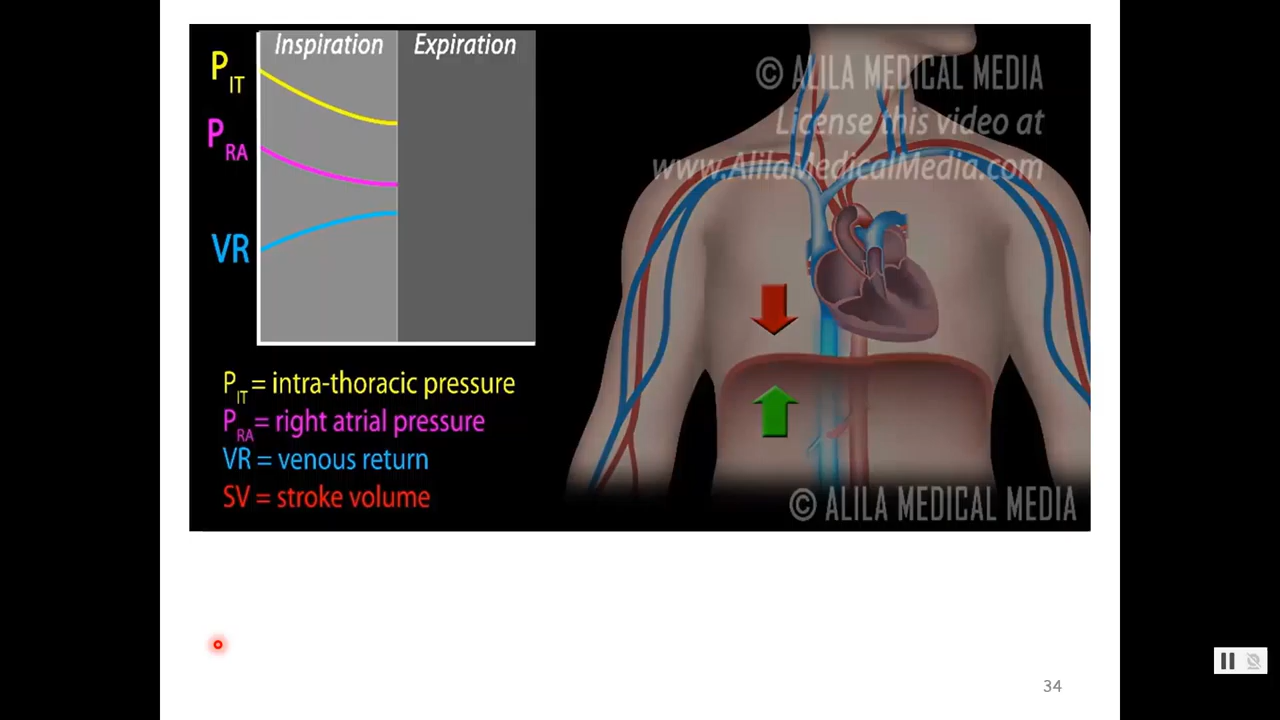 Inspiration Expiration
P_IT
P_RA
VR
P_IT = intra-thoracic pressure
P_RA = right atrial pressure
VR = venous return
SV = stroke volume
© ALILA MEDICAL MEDIA
License this video at
www.AlilaMedicalMedia.com
© ALILA MEDICAL MEDIA
34